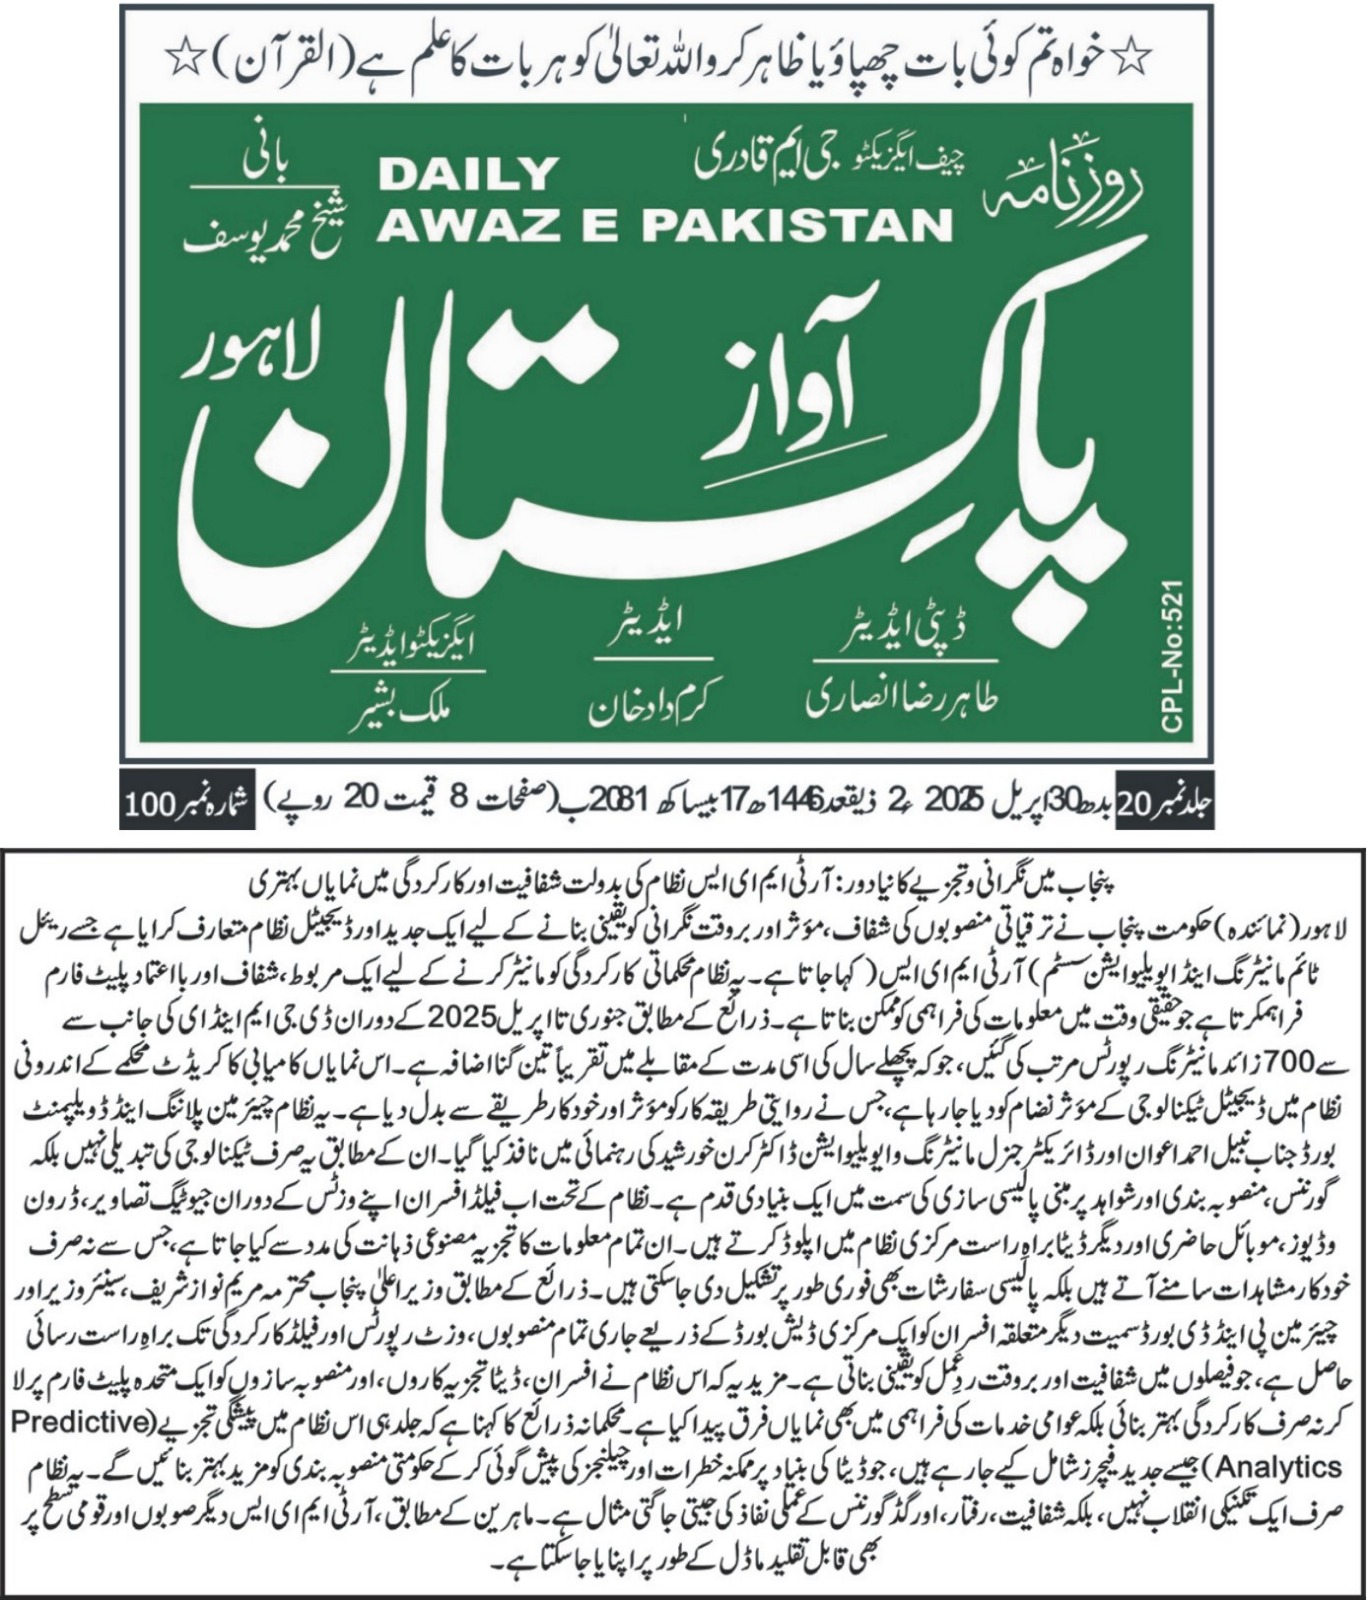 ☆ خواہ تم کوئی بات چھپاؤ یا ظاہر کرو اللہ تعالیٰ کو ہر بات کا علم ہے (القرآن) ☆
روزنامہ
چیف ایگزیکٹو جی ایم قادری
DAILY
AWAZ E PAKISTAN
بانی
شیخ محمد یوسف
آواز
پاکستان
لاہور
ڈپٹی ایڈیٹر
طاہر رضا انصاری
ایڈیٹر
کرم داد خان
ایگزیکٹو ایڈیٹر
ملک بشیر
CPL-No:521
جلد نمبر 20 بدھ 30 اپریل 2025ء 2 ذیقعد 1446ھ 17 بیساکھ 2081ب (صفحات 8 قیمت 20 روپے) شمارہ نمبر 100
پنجاب میں نگرانی و تجزیے کا نیا دور: آر ٹی ایم ای ایس نظام کی بدولت شفافیت اور کارکردگی میں نمایاں بہتری
لاہور (نمائندہ) حکومت پنجاب نے ترقیاتی منصوبوں کی شفاف، مؤثر اور بروقت نگرانی کو یقینی بنانے کے لیے ایک جدید اور ڈیجیٹل نظام متعارف کرایا ہے جسے ریئل
ٹائم مانیٹرنگ اینڈ ایویلیوایشن سسٹم) آر ٹی ایم ای ایس ( کہا جاتا ہے۔ یہ نظام محکماتی کارکردگی کو مانیٹر کرنے کے لیے ایک مربوط، شفاف اور بااعتماد پلیٹ فارم
فراہمکرتا ہے جو حقیقی وقت میں معلومات کی فراہمی کو ممکن بناتا ہے۔ ذرائع کے مطابق جنوری تا اپریل 2025 کے دوران ڈی جی ایم اینڈ ای کی جانب سے
سے 700 زائد مانیٹرنگ رپورٹس مرتب کی گئیں، جو کہ پچھلے سال کی اسی مدت کے مقابلے میں تقریباً تین گنا اضافہ ہے۔ اس نمایاں کامیابی کا کریڈٹ محکمے کے اندرونی
نظام میں ڈیجیٹل ٹیکنالوجی کے مؤثر نضام کو دیا جا رہا ہے، جس نے روایتی طریقہ کار کو مؤثر اور خودکار طریقے سے بدل دیا ہے۔ یہ نظام چیئرمین پلاننگ اینڈ ڈویلپمنٹ
بورڈ جناب نبیل احمد اعوان اور ڈائریکٹر جنرل مانیٹرنگ و ایویلیوایشن ڈاکٹر کرن خورشید کی رہنمائی میں نافذ کیا گیا۔ ان کے مطابق یہ صرف ٹیکنالوجی کی تبدیلی نہیں بلکہ
گورننس، منصوبہ بندی اور شواہد پر مبنی پالیسی سازی کی سمت میں ایک بنیادی قدم ہے۔ نظام کے تحت اب فیلڈ افسران اپنے وزٹس کے دوران جیوٹیگ تصاویر، ڈرون
وڈیوز، موبائل حاضری اور دیگر ڈیٹا براہ راست مرکزی نظام میں اپلوڈ کرتے ہیں۔ ان تمام معلومات کا تجزیہ مصنوعی ذہانت کی مدد سے کیا جاتا ہے، جس سے نہ صرف
خودکار مشاہدات سامنے آتے ہیں بلکہ پالیسی سفارشات بھی فوری طور پر تشکیل دی جا سکتی ہیں۔ ذرائع کے مطابق وزیراعلیٰ پنجاب محترمہ مریم نواز شریف، سینئر وزیر اور
چیئرمین پی اینڈ ڈی بورڈ سمیت دیگر متعلقہ افسران کو ایک مرکزی ڈیش بورڈ کے ذریعے جاری تمام منصوبوں، وزٹ رپورٹس اور فیلڈ کارکردگی تک براہِ راست رسائی
حاصل ہے، جو فیصلوں میں شفافیت اور بروقت ردِعمل کو یقینی بناتی ہے۔ مزید یہ کہ اس نظام نے افسران، ڈیٹا تجزیہ کاروں، اور منصوبہ سازوں کو ایک متحدہ پلیٹ فارم پر لا
کر نہ صرف کارکردگی بہتر بنائی بلکہ عوامی خدمات کی فراہمی میں بھی نمایاں فرق پیدا کیا ہے۔ محکمانہ ذرائع کا کہنا ہے کہ جلد ہی اس نظام میں پیشگی تجزیے (Predictive
Analytics) جیسے جدید فیچرز شامل کیے جا رہے ہیں، جو ڈیٹا کی بنیاد پر ممکنہ خطرات اور چیلنجز کی پیش گوئی کر کے حکومتی منصوبہ بندی کو مزید بہتر بنائیں گے۔ یہ نظام
صرف ایک تکنیکی انقلاب نہیں، بلکہ شفافیت، رفتار، اور گڈ گورننس کے عملی نفاذ کی جیتی جاگتی مثال ہے۔ ماہرین کے مطابق، آر ٹی ایم ای ایس دیگر صوبوں اور قومی سطح پر
بھی قابل تقلید ماڈل کے طور پر اپنایا جا سکتا ہے۔